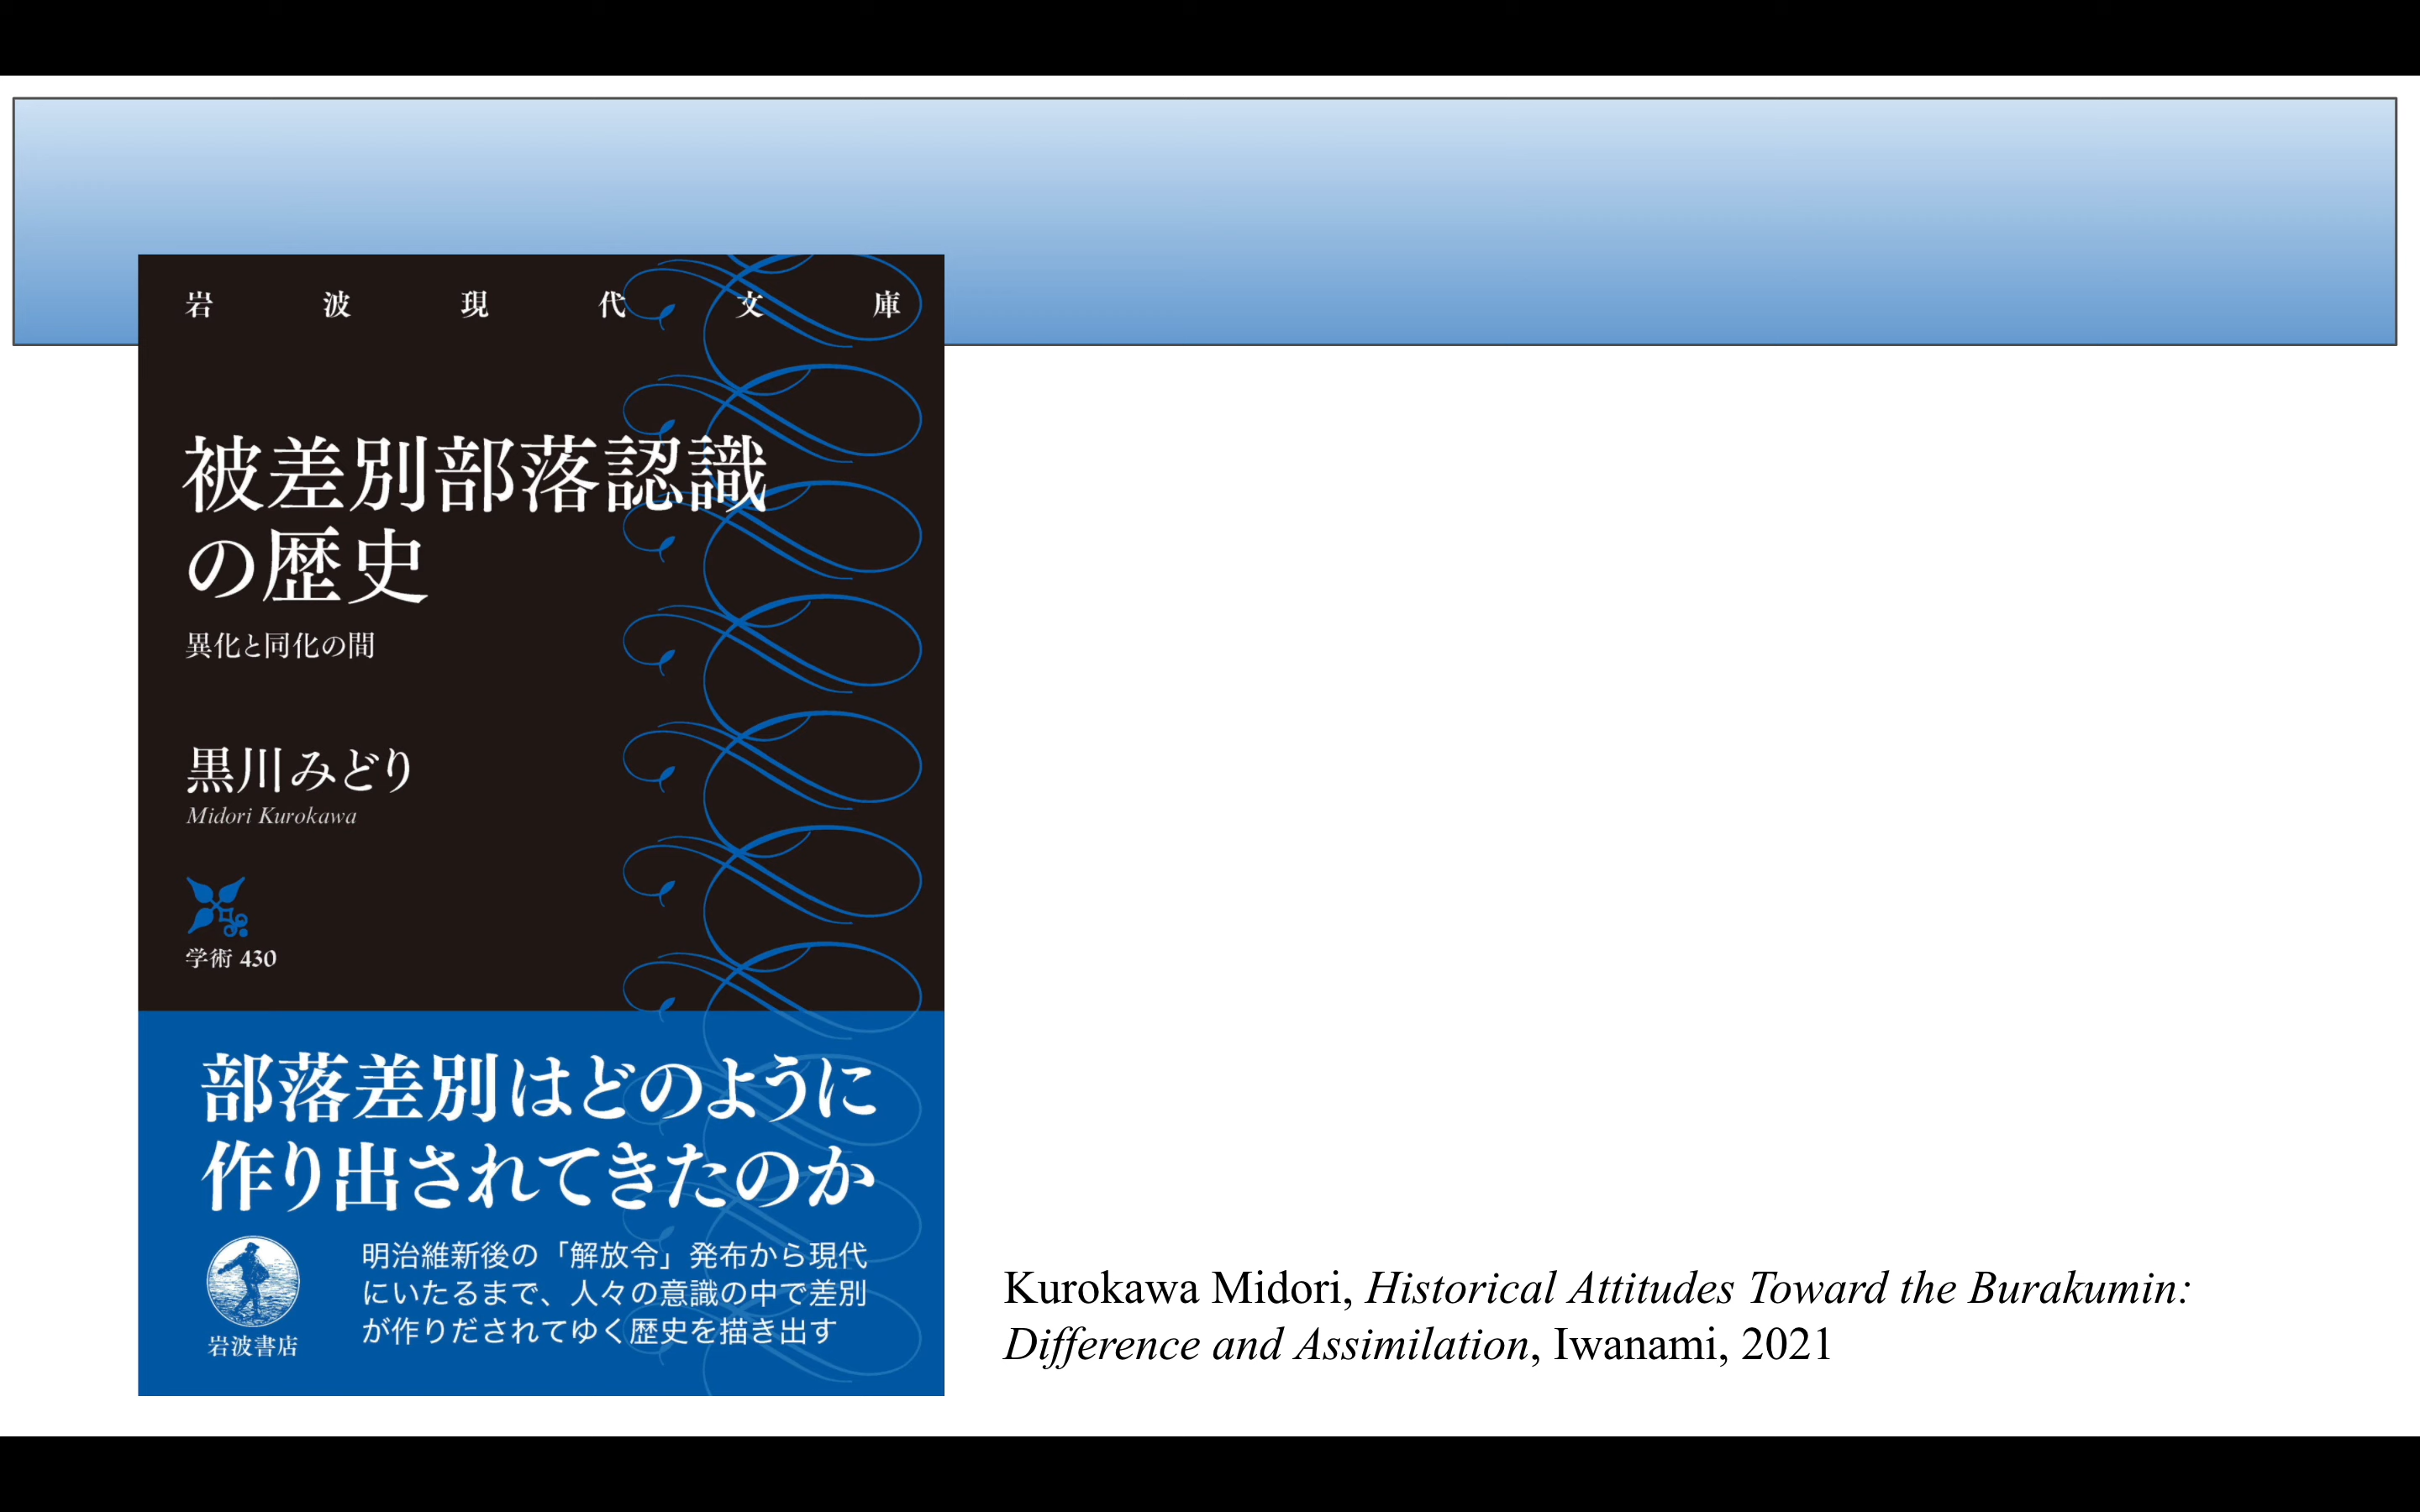 岩波現代文庫
被差別部落認識
の歴史
異化と同化の間
黒川みどり
Midori Kurokawa
学術 430
部落差別はどのように
作り出されてきたのか
明治維新後の「解放令」発布から現代
にいたるまで、人々の意識の中で差別
が作りだされてゆく歴史を描き出す
岩波書店
Kurokawa Midori, Historical Attitudes Toward the Burakumin:
Difference and Assimilation, Iwanami, 2021